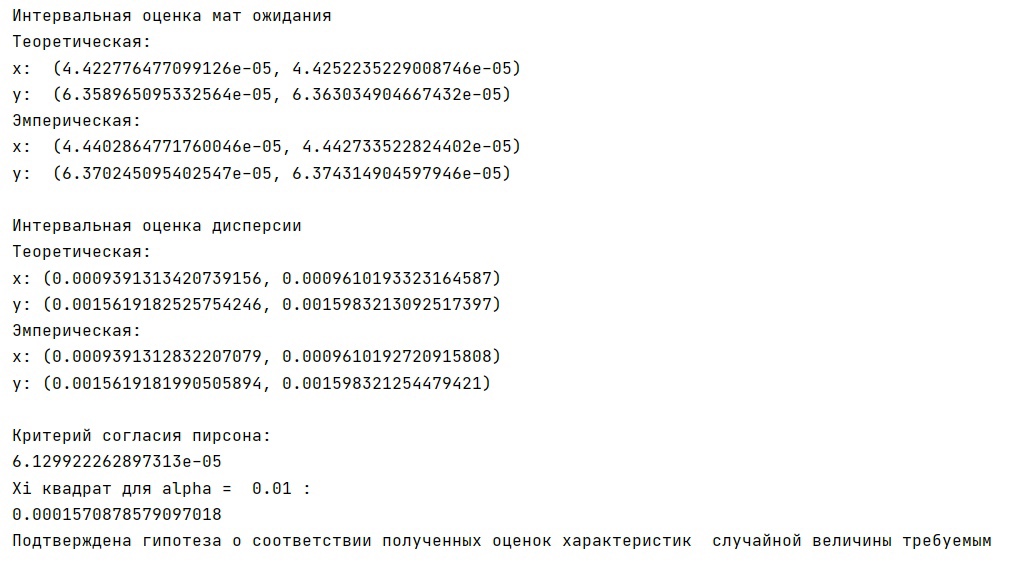 Интервальная оценка мат ожидания
Теоретическая:
x:  (4.422776477099126e-05, 4.4252235229008746e-05)
y:  (6.358965095332564e-05, 6.363034904667432e-05)
Эмперическая:
x:  (4.4402864771760046e-05, 4.442733522824402e-05)
y:  (6.370245095402547e-05, 6.374314904597946e-05)
Интервальная оценка дисперсии
Теоретическая:
x: (0.0009391313420739156, 0.0009610193323164587)
y: (0.0015619182525754246, 0.0015983213092517397)
Эмперическая:
x: (0.0009391312832207079, 0.0009610192720915808)
y: (0.0015619181990505894, 0.001598321254479421)
Критерий согласия пирсона:
6.129922262897313e-05
Xi квадрат для alpha =  0.01 :
0.0001570878579097018
Подтверждена гипотеза о соответствии полученных оценок характеристик  случайной величины требуемым